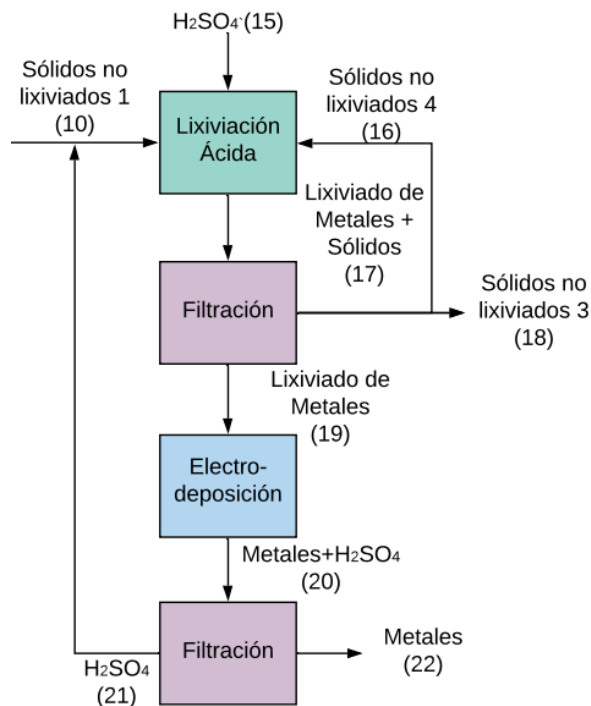 H₂SO₄`(15)
Sólidos no
lixiviados 1
(10)
Sólidos no
lixiviados 4
(16)
Lixiviación
Ácida
Lixiviado de
Metales +
Sólidos
(17)
Filtración
Sólidos no
lixiviados 3
(18)
Lixiviado de
Metales
(19)
Electro-
deposición
Metales+H₂SO₄
(20)
Filtración
Metales
(22)
H₂SO₄
(21)